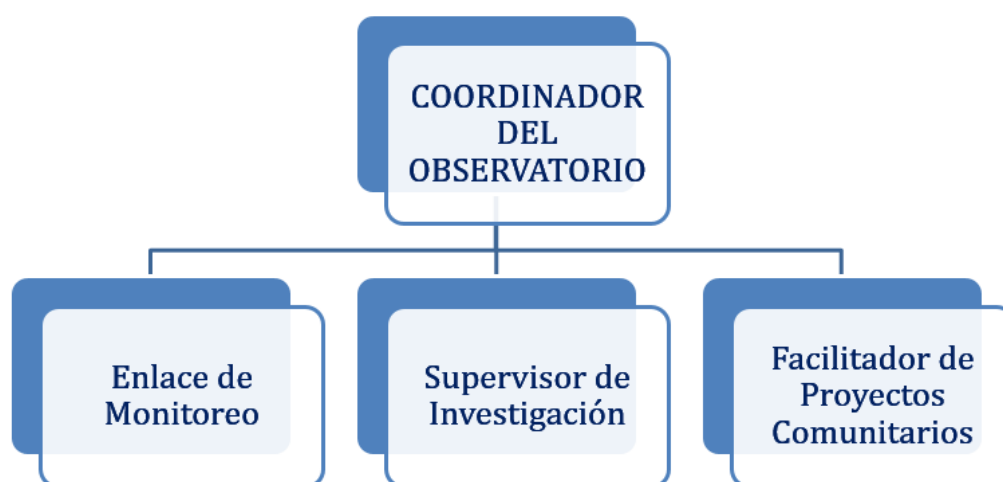 COORDINADOR
DEL
OBSERVATORIO
Enlace de
Monitoreo
Supervisor de
Investigación
Facilitador de
Proyectos
Comunitarios